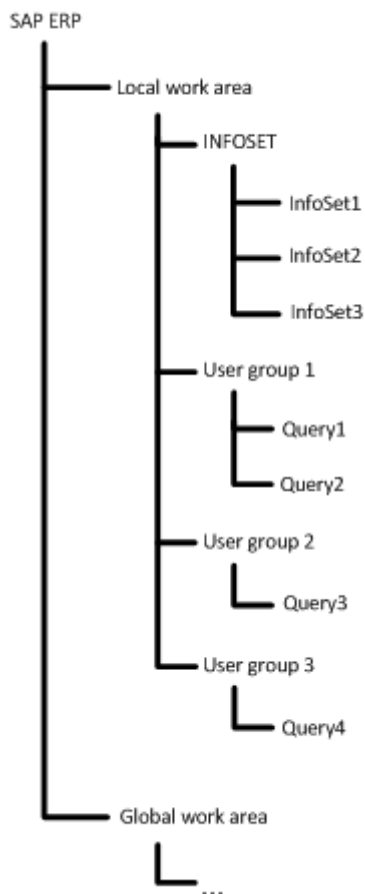 SAP ERP
Local work area
INFOSET
InfoSet1
InfoSet2
InfoSet3
User group 1
Query1
Query2
User group 2
Query3
User group 3
Query4
Global work area
...